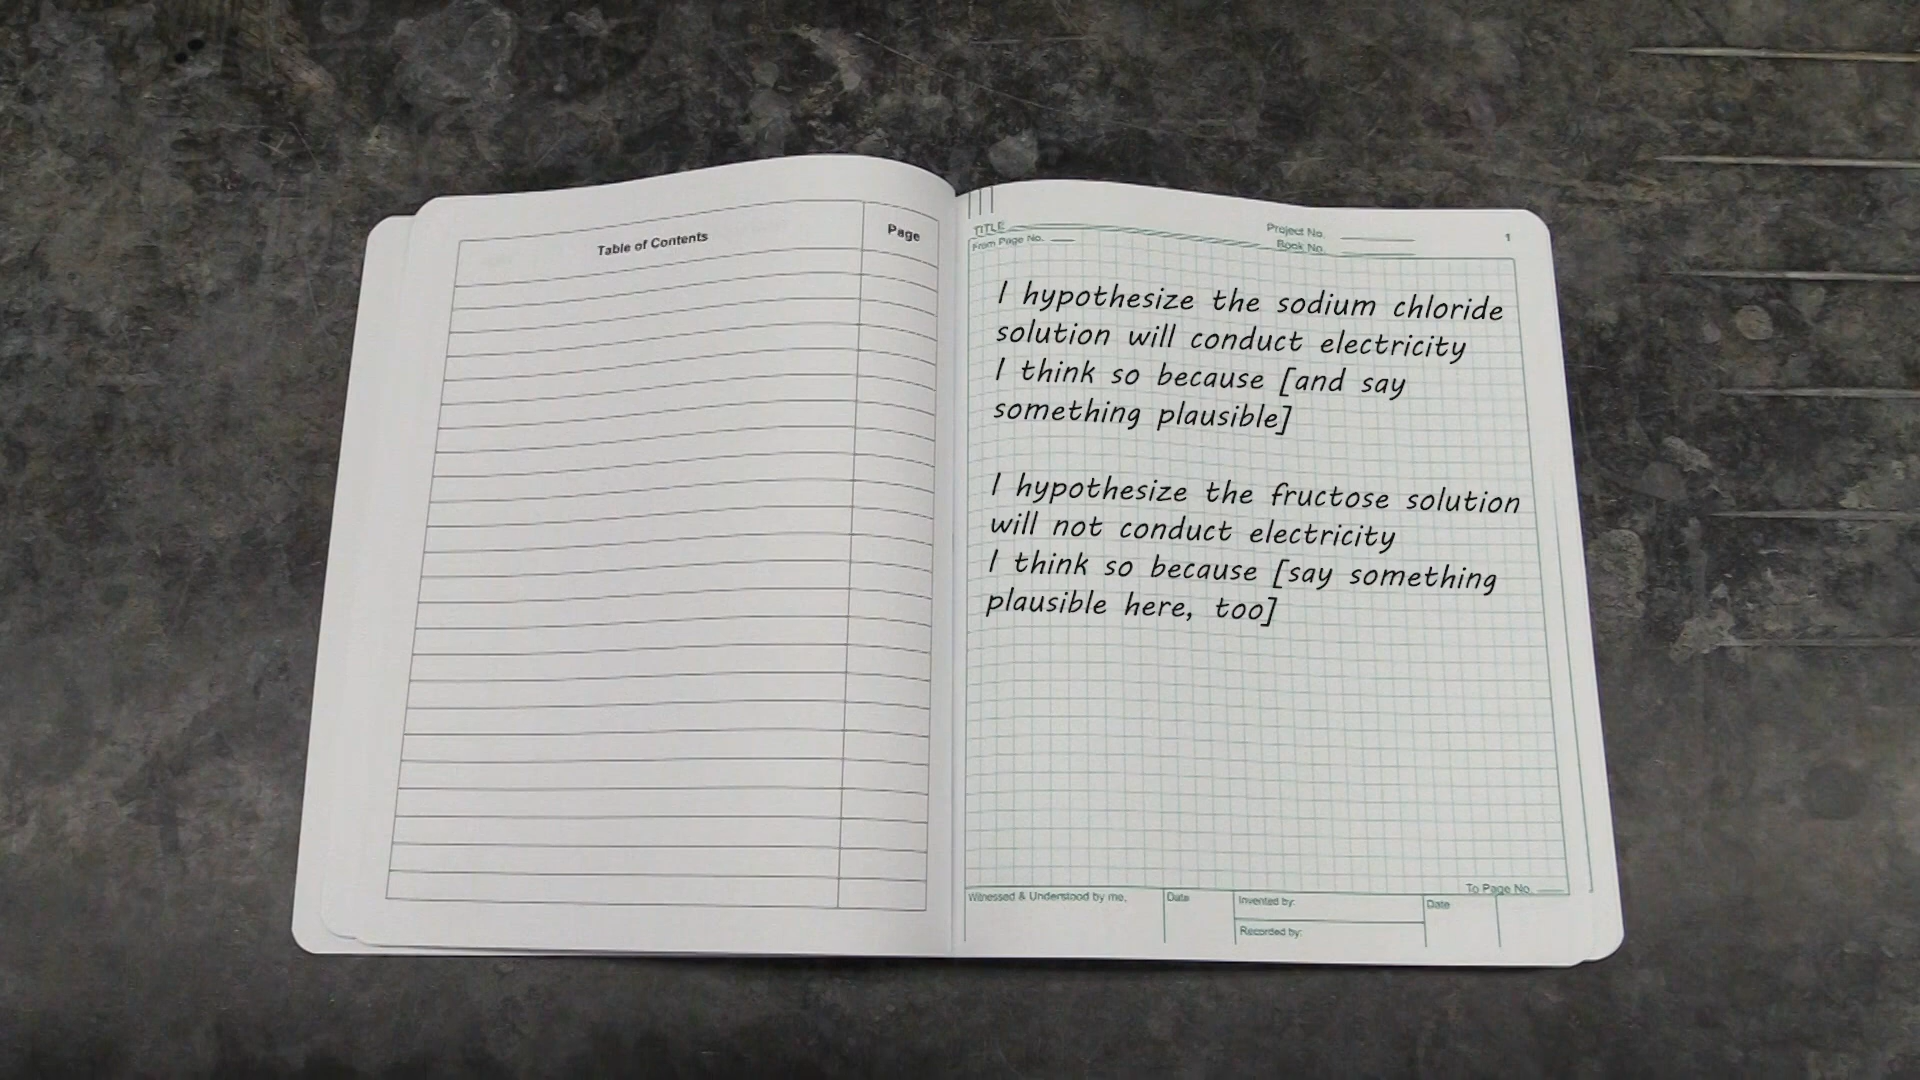 Table of Contents
Page
TITLE
Project No.
1
From Page No.
Book No.
I hypothesize the sodium chloride
solution will conduct electricity
I think so because [and say
something plausible]
I hypothesize the fructose solution
will not conduct electricity
I think so because [say something
plausible here, too]
To Page No.
Witnessed & Understood by me,
Date
Invented by:
Date
Recorded by: